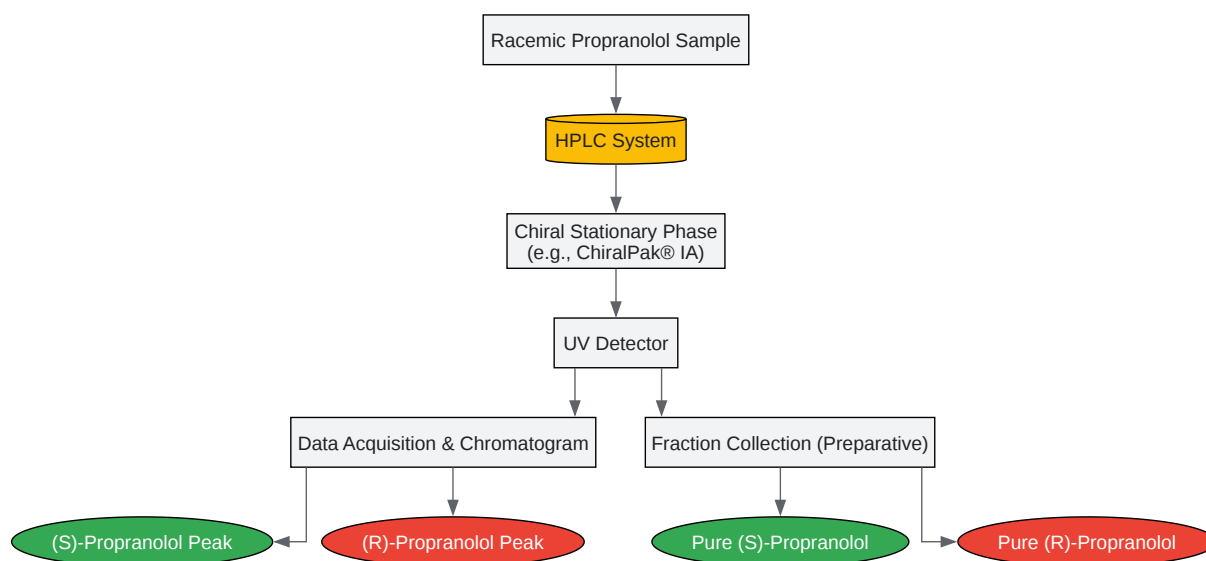 Racemic Propranolol Sample
HPLC System
Chiral Stationary Phase
(e.g., ChiralPak® IA)
UV Detector
Data Acquisition & Chromatogram
Fraction Collection (Preparative)
(S)-Propranolol Peak
(R)-Propranolol Peak
Pure (S)-Propranolol
Pure (R)-Propranolol